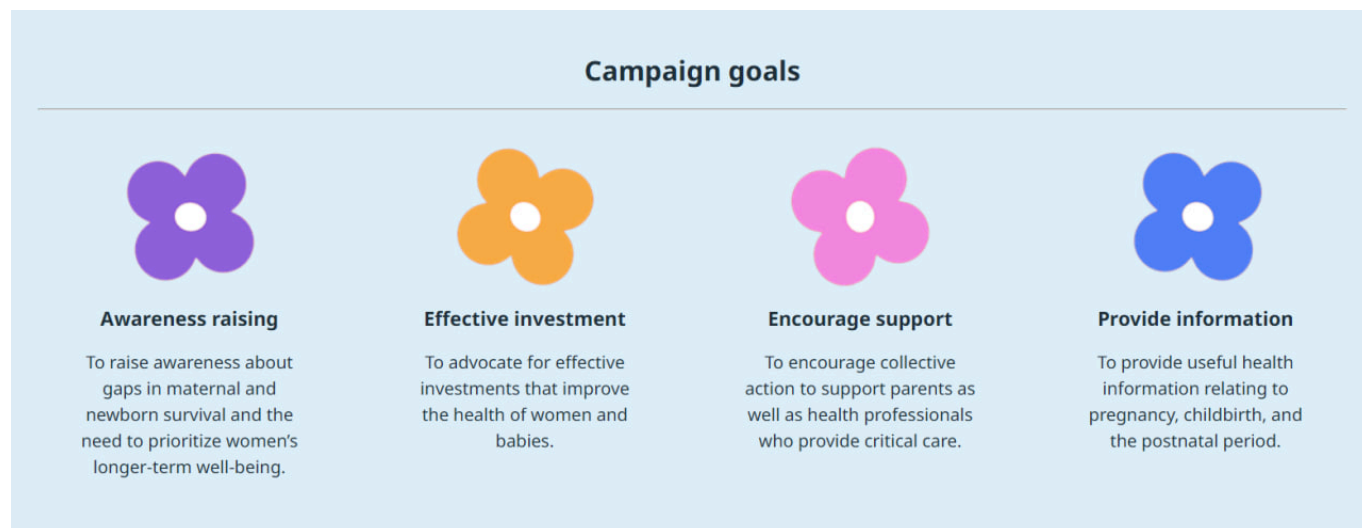 Campaign goals
Awareness raising
To raise awareness about
gaps in maternal and
newborn survival and the
need to prioritize women's
longer-term well-being.
Effective investment
To advocate for effective
investments that improve
the health of women and
babies.
Encourage support
To encourage collective
action to support parents as
well as health professionals
who provide critical care.
Provide information
To provide useful health
information relating to
pregnancy, childbirth, and
the postnatal period.